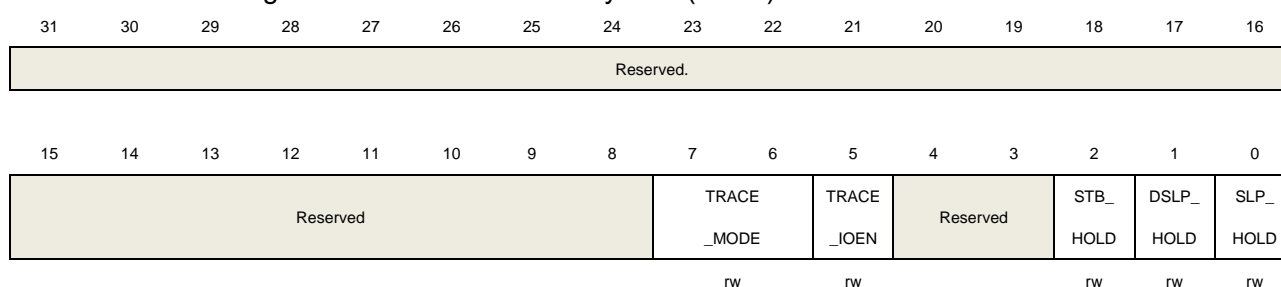 31 30 29 28 27 26 25 24 23 22 21 20 19 18 17 16
Reserved.
15 14 13 12 11 10 9 8 7 6 5 4 3 2 1 0
Reserved TRACE _MODE TRACE _IOEN Reserved STB_ HOLD DSLP_ HOLD SLP_ HOLD
rw rw rw rw rw